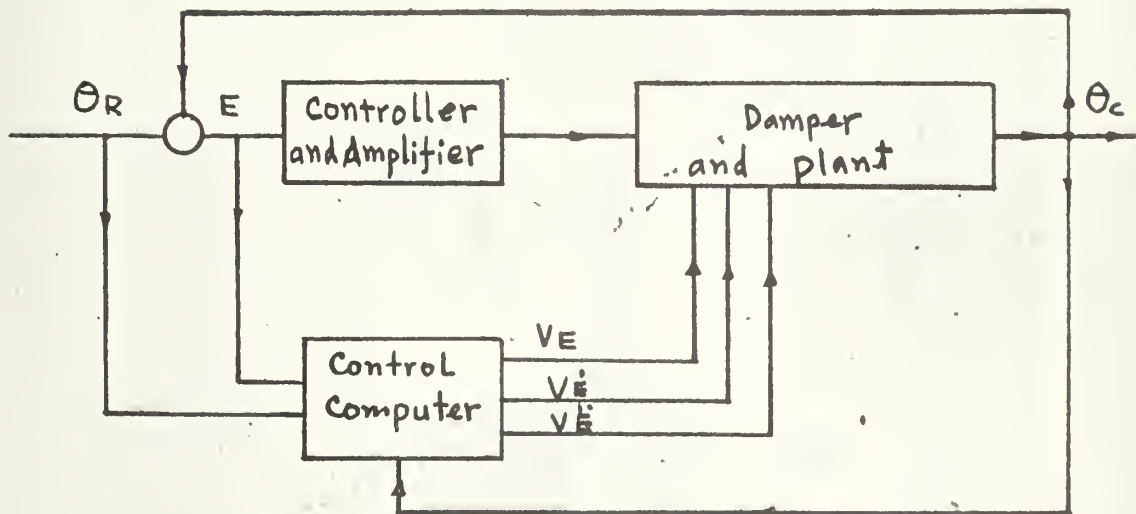 θR
E
Controller
and Amplifier
Damper
and plant
θc
Control
Computer
VE
VĖ
VË